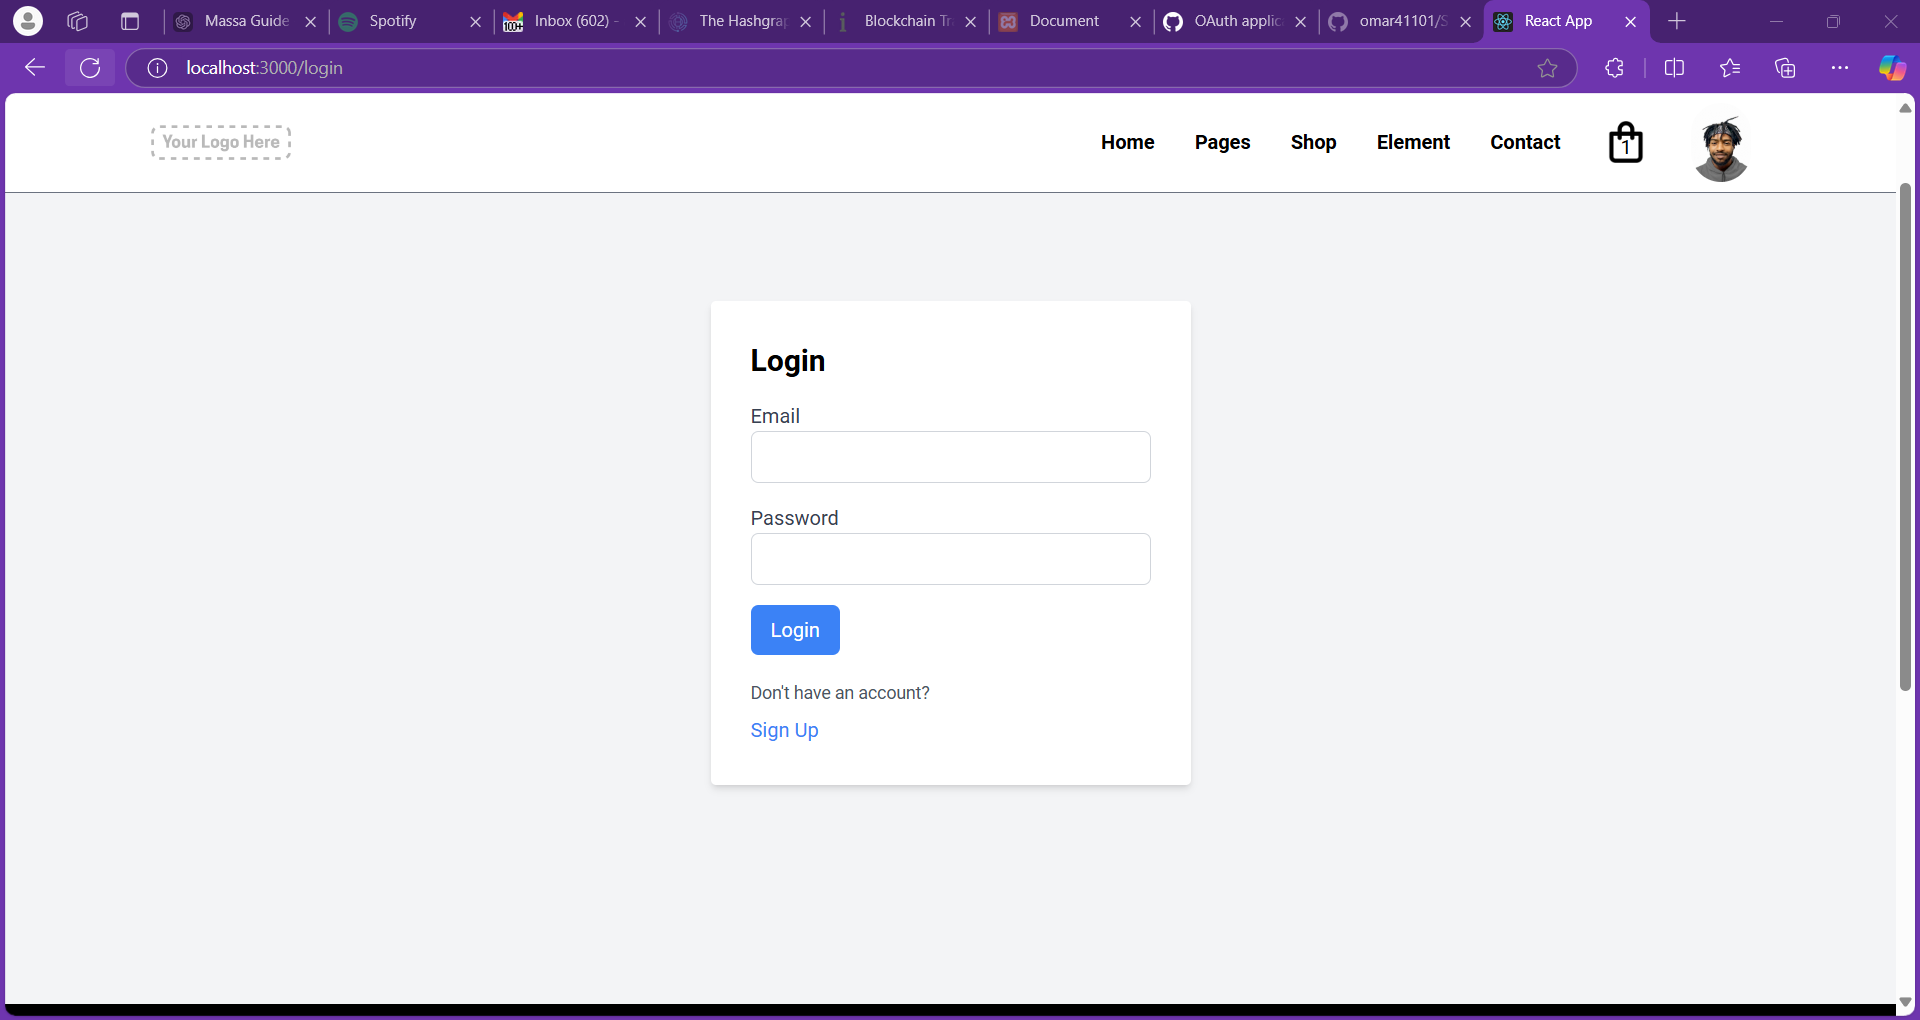 Massa Guide
Spotify
Inbox (602) -
The Hashgrap
Blockchain Tr
Document
OAuth applic
omar41101/S
React App
localhost:3000/login
Your Logo Here
Home
Pages
Shop
Element
Contact
1
Login
Email
Password
Login
Don't have an account?
Sign Up